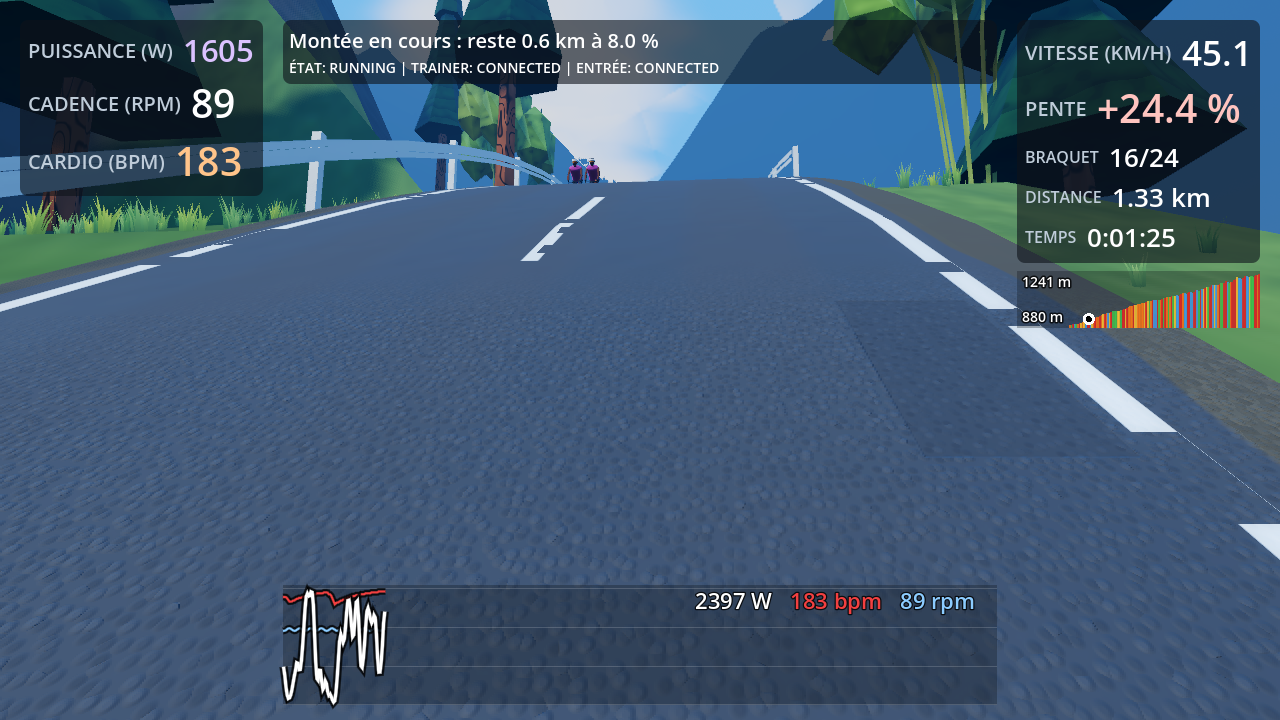 PUISSANCE (W) 1605
CADENCE (RPM) 89
CARDIO (BPM) 183
Montée en cours : reste 0.6 km à 8.0 %
ÉTAT: RUNNING | TRAINER: CONNECTED | ENTRÉE: CONNECTED
VITESSE (KM/H) 45.1
PENTE +24.4 %
BRAQUET 16/24
DISTANCE 1.33 km
TEMPS 0:01:25
1241 m
880 m
2397 W 183 bpm 89 rpm